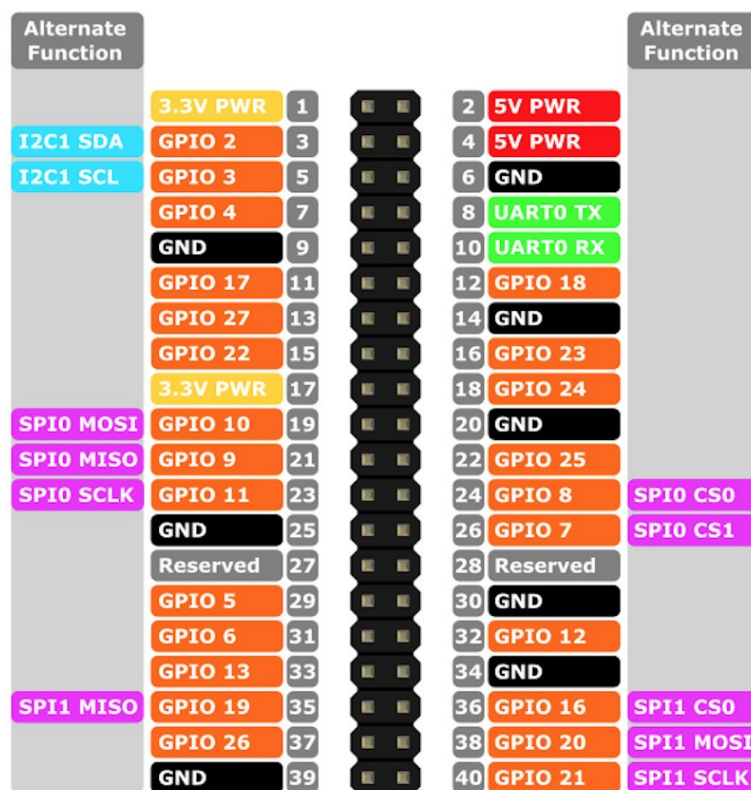 Alternate Function
Alternate Function
3.3V PWR 1 2 5V PWR
I2C1 SDA GPIO 2 3 4 5V PWR
I2C1 SCL GPIO 3 5 6 GND
GPIO 4 7 8 UART0 TX
GND 9 10 UART0 RX
GPIO 17 11 12 GPIO 18
GPIO 27 13 14 GND
GPIO 22 15 16 GPIO 23
3.3V PWR 17 18 GPIO 24
SPI0 MOSI GPIO 10 19 20 GND
SPI0 MISO GPIO 9 21 22 GPIO 25
SPI0 SCLK GPIO 11 23 24 GPIO 8 SPI0 CS0
GND 25 26 GPIO 7 SPI0 CS1
Reserved 27 28 Reserved
GPIO 5 29 30 GND
GPIO 6 31 32 GPIO 12
GPIO 13 33 34 GND
SPI1 MISO GPIO 19 35 36 GPIO 16 SPI1 CS0
GPIO 26 37 38 GPIO 20 SPI1 MOSI
GND 39 40 GPIO 21 SPI1 SCLK